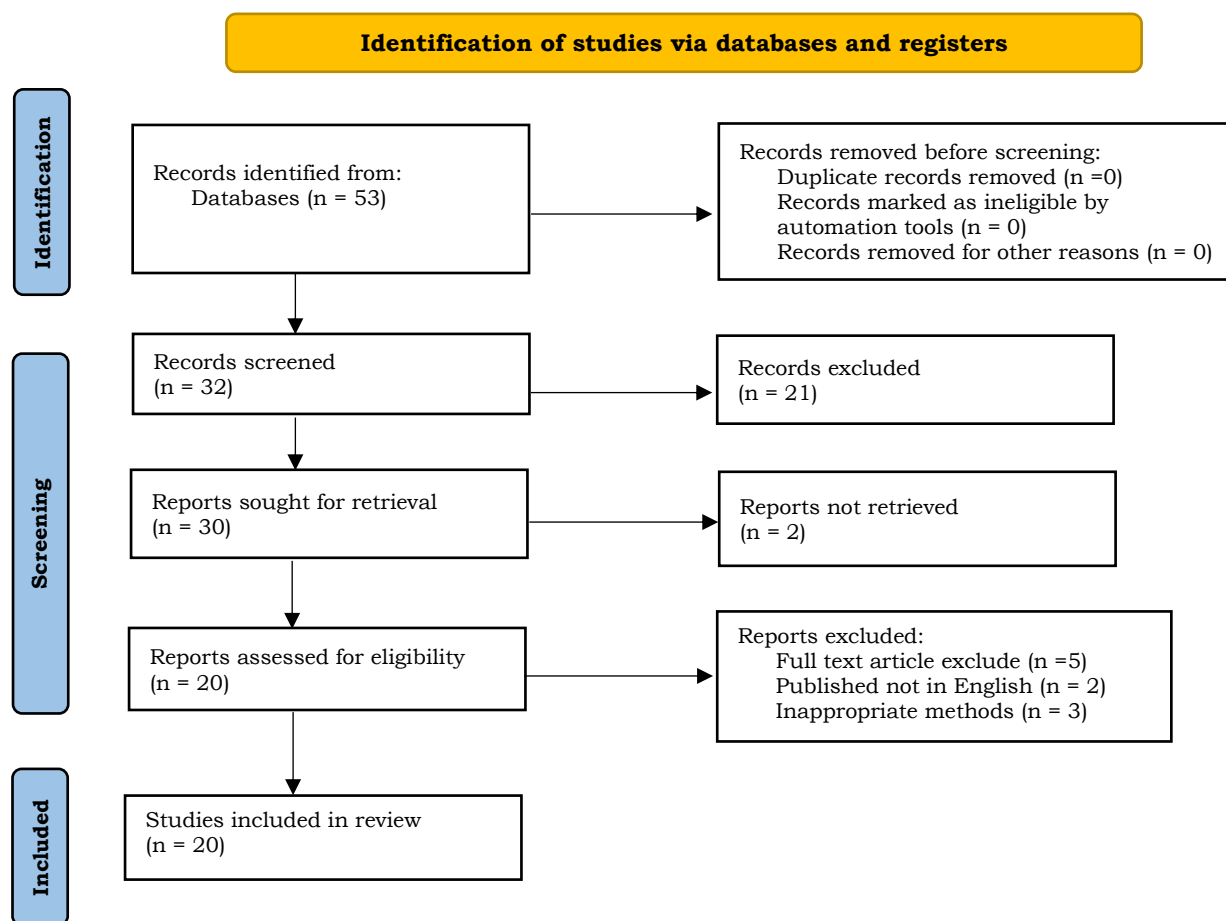 Identification of studies via databases and registers
Identification
Records identified from:
Databases (n = 53)
Records removed before screening:
Duplicate records removed (n =0)
Records marked as ineligible by
automation tools (n = 0)
Records removed for other reasons (n = 0)
Screening
Records screened
(n = 32)
Records excluded
(n = 21)
Reports sought for retrieval
(n = 30)
Reports not retrieved
(n = 2)
Reports assessed for eligibility
(n = 20)
Reports excluded:
Full text article exclude (n =5)
Published not in English (n = 2)
Inappropriate methods (n = 3)
Included
Studies included in review
(n = 20)